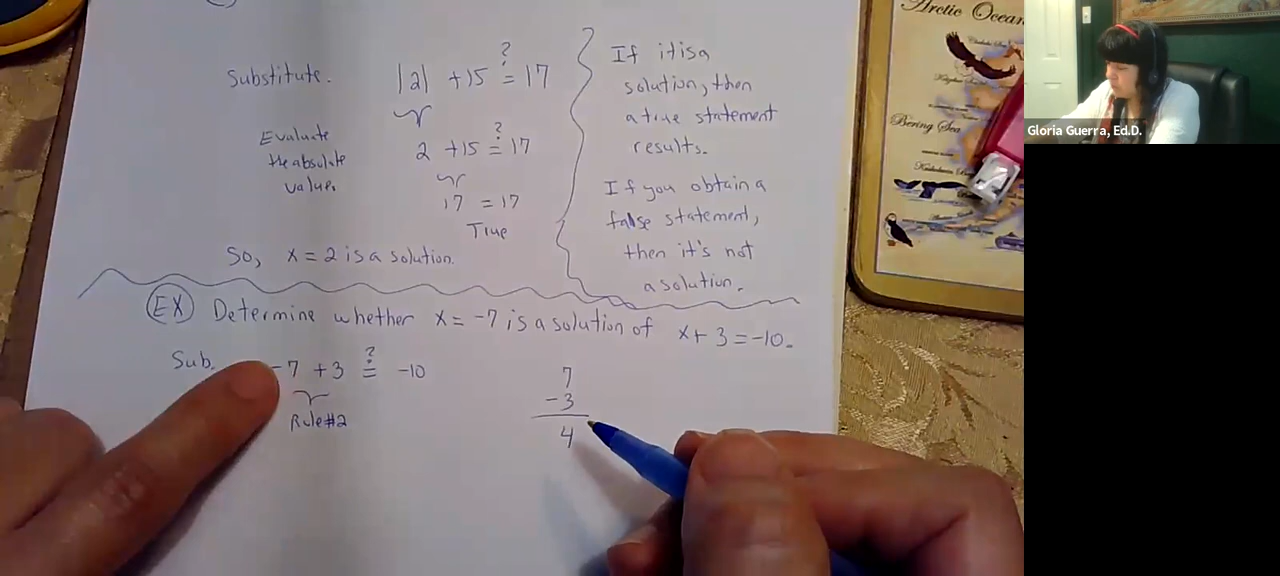 Substitute. |2| + 15 ?= 17
Evaluate the absolute values. 2 + 15 ?= 17
17 = 17
True
So, x = 2 is a solution.
If it is a
solution, then
a true statement
results.
If you obtain a
false statement,
then it's not
a solution.
EX Determine whether x = -7 is a solution of x + 3 = -10.
Sub. -7 + 3 ?= -10
Rule #2
7
-3
4
Arctic Ocean
Bering Sea
Gloria Guerra, Ed.D.